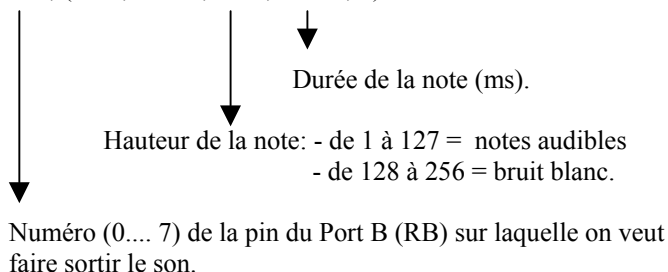 Durée de la note (ms).
Hauteur de la note: - de 1 à 127 = notes audibles
- de 128 à 256 = bruit blanc.
Numéro (0.... 7) de la pin du Port B (RB) sur laquelle on veut
faire sortir le son.